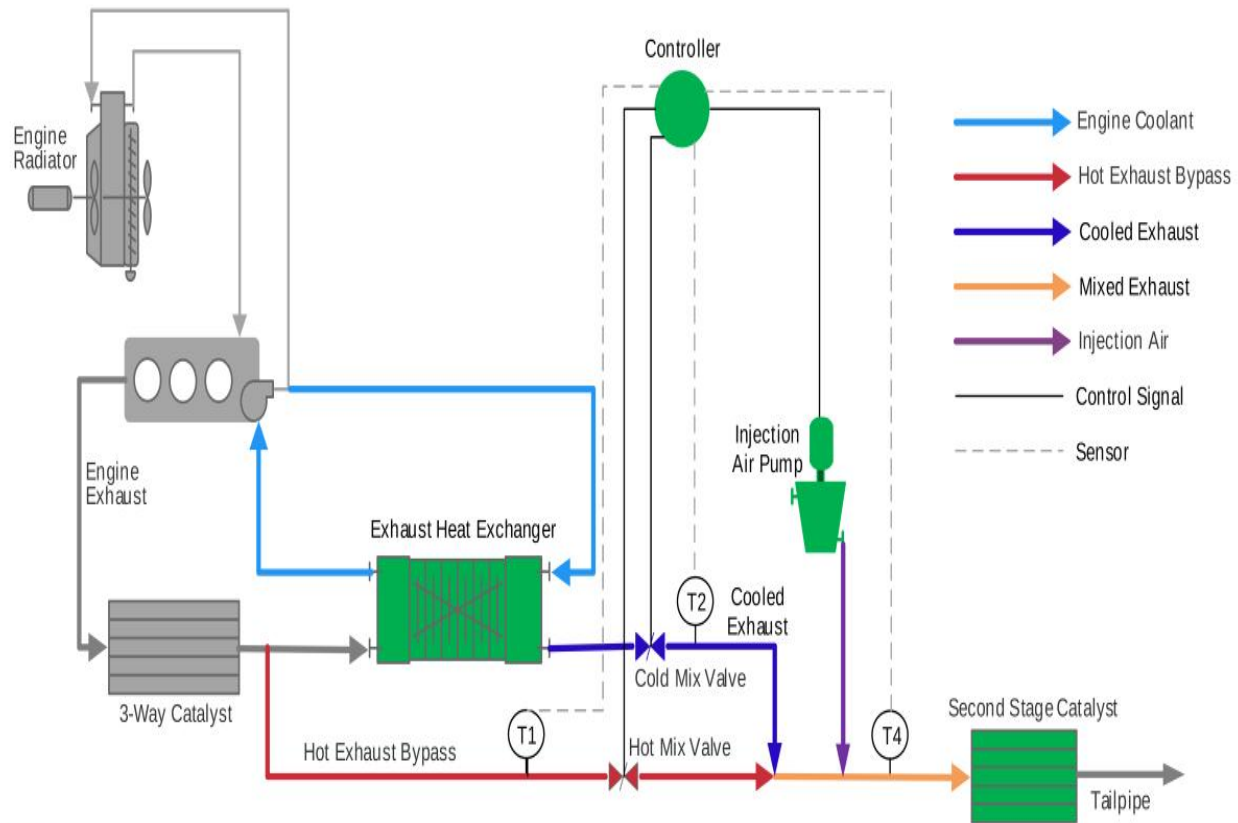 Controller
Engine
Radiator
Engine Coolant
Hot Exhaust Bypass
Cooled Exhaust
Mixed Exhaust
Injection Air
Control Signal
Sensor
Injection
Air Pump
Engine
Exhaust
Exhaust Heat Exchanger
T2
Cooled
Exhaust
Cold Mix Valve
3-Way Catalyst
T1
Hot Exhaust Bypass
Hot Mix Valve
T4
Second Stage Catalyst
Tailpipe